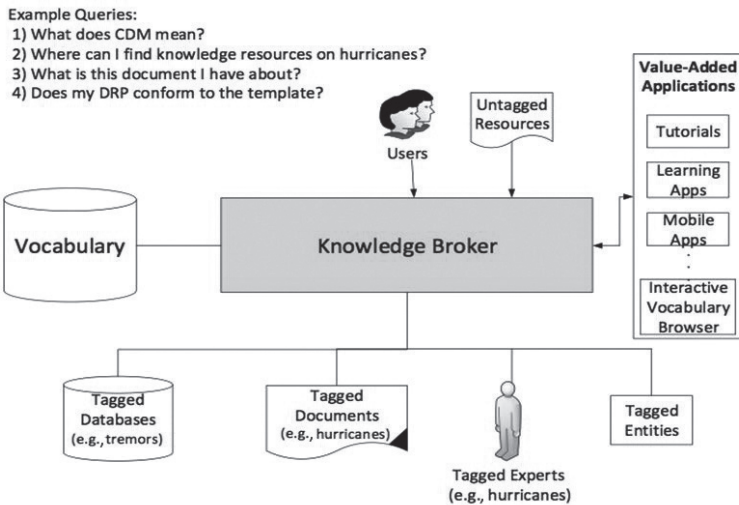 Example Queries:
1) What does CDM mean?
2) Where can I find knowledge resources on hurricanes?
3) What is this document I have about?
4) Does my DRP conform to the template?
Users
Untagged
Resources
Value-Added
Applications
Tutorials
Learning
Apps
Mobile
Apps
Interactive
Vocabulary
Browser
Vocabulary
Knowledge Broker
Tagged
Databases
(e.g., tremors)
Tagged
Documents
(e.g., hurricanes)
Tagged Experts
(e.g., hurricanes)
Tagged
Entities